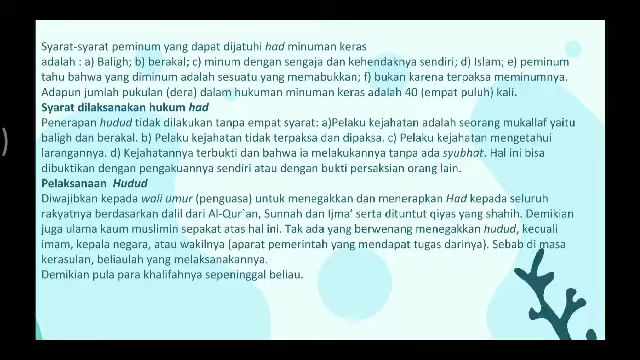 Syarat-syarat peminum yang dapat dijatuhi had minuman keras
adalah : a) Baligh; b) berakal; c) minum dengan sengaja dan kehendaknya sendiri; d) Islam; e) peminum
tahu bahwa yang diminum adalah sesuatu yang memabukkan; f) bukan karena terpaksa meminumnya.
Adapun jumlah pukulan (dera) dalam hukuman minuman keras adalah 40 (empat puluh) kali.
Syarat dilaksanakan hukum had
Penerapan hudud tidak dilakukan tanpa empat syarat: a)Pelaku kejahatan adalah seorang mukallaf yaitu
baligh dan berakal. b) Pelaku kejahatan tidak terpaksa dan dipaksa. c) Pelaku kejahatan mengetahui
larangannya. d) Kejahatannya terbukti dan bahwa ia melakukannya tanpa ada syubhat. Hal ini bisa
dibuktikan dengan pengakuannya sendiri atau dengan bukti persaksian orang lain.
Pelaksanaan Hudud
Diwajibkan kepada wali umur (penguasa) untuk menegakkan dan menerapkan Had kepada seluruh
rakyatnya berdasarkan dalil dari Al-Qur`an, Sunnah dan Ijma’ serta dituntut qiyas yang shahih. Demikian
juga ulama kaum muslimin sepakat atas hal ini. Tak ada yang berwenang menegakkan hudud, kecuali
imam, kepala negara, atau wakilnya (aparat pemerintah yang mendapat tugas darinya). Sebab di masa
kerasulan, beliaulah yang melaksanakannya.
Demikian pula para khalifahnya sepeninggal beliau.